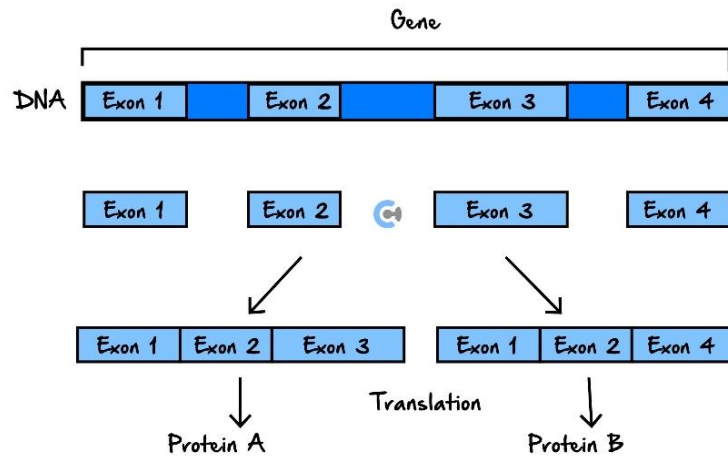 Gene
DNA Exon 1 Exon 2 Exon 3 Exon 4
Exon 1 Exon 2 Exon 3 Exon 4
Exon 1 Exon 2 Exon 3 Exon 1 Exon 2 Exon 4
Translation
Protein A Protein B